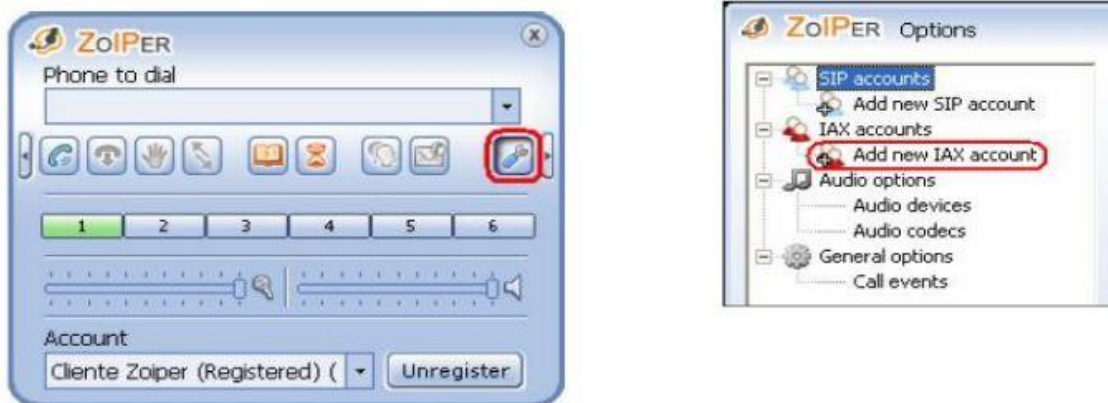 ZOIPER
Phone to dial
1 2 3 4 5 6
Account
Cliente Zoiper (Registered) (
Unregister
ZOIPER Options
SIP accounts
Add new SIP account
IAX accounts
Add new IAX account
Audio options
Audio devices
Audio codecs
General options
Call events